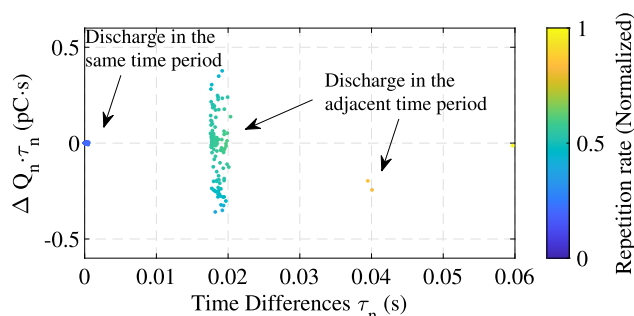 Discharge in the
same time period
Discharge in the
adjacent time period
0.5
0
-0.5
Δ Q_n·τ_n (pC·s)
0
0.01
0.02
0.03
0.04
0.05
0.06
Time Differences τ_n (s)
1
0.5
0
Repetition rate (Normalized)